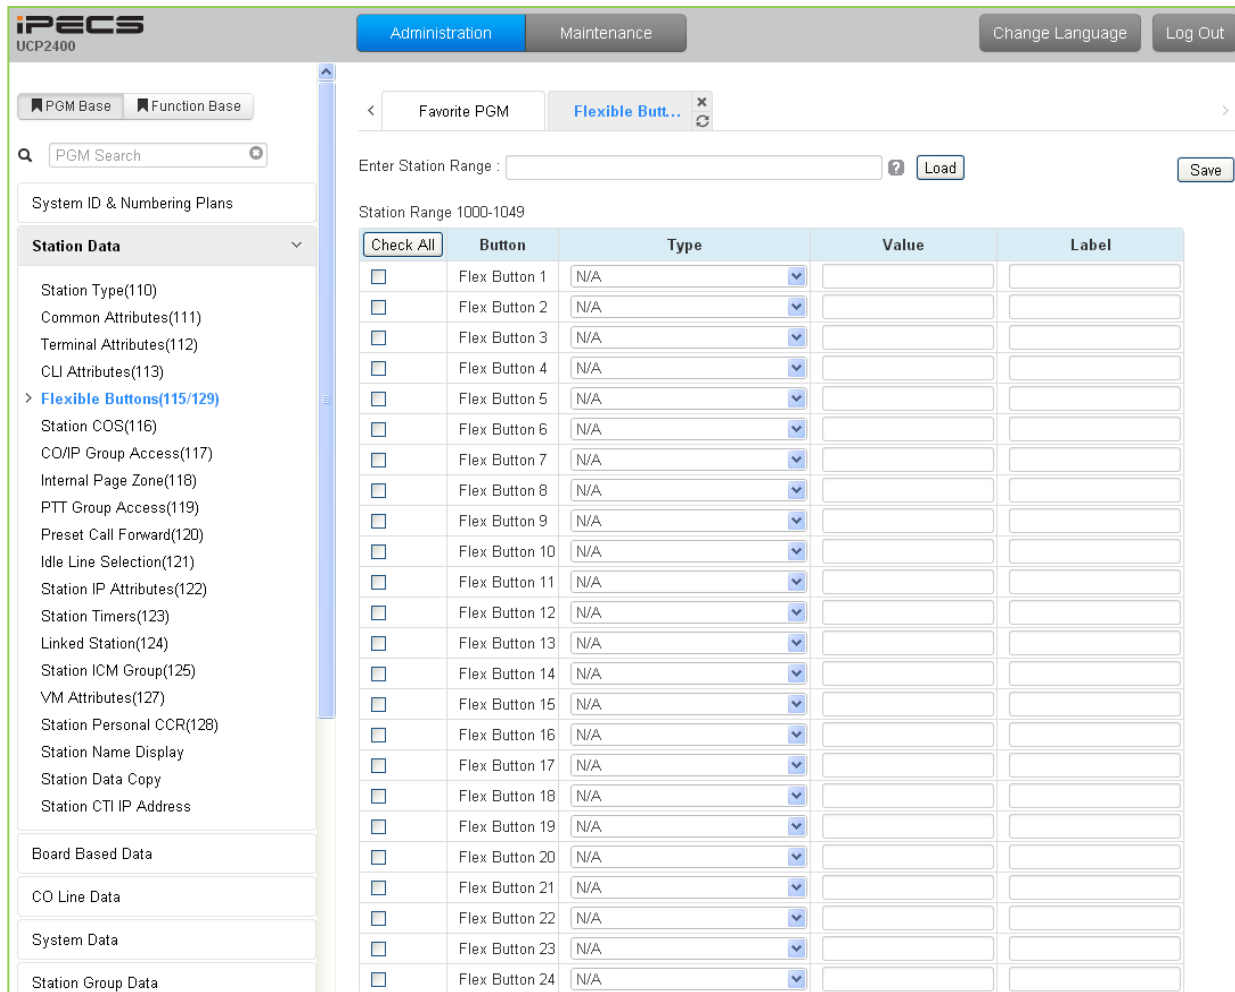 iPECS
UCP2400
Administration Maintenance Change Language Log Out
PGM Base Function Base
PGM Search
System ID & Numbering Plans
Station Data
Station Type(110)
Common Attributes(111)
Terminal Attributes(112)
CLI Attributes(113)
Flexible Buttons(115/129)
Station COS(116)
CO/IP Group Access(117)
Internal Page Zone(118)
PTT Group Access(119)
Preset Call Forward(120)
Idle Line Selection(121)
Station IP Attributes(122)
Station Timers(123)
Linked Station(124)
Station ICM Group(125)
VM Attributes(127)
Station Personal CCR(128)
Station Name Display
Station Data Copy
Station CTI IP Address
Board Based Data
CO Line Data
System Data
Station Group Data
Favorite PGM Flexible Butt...
Enter Station Range : ? Load Save
Station Range 1000-1049
Check All Button Type Value Label
Flex Button 1 N/A
Flex Button 2 N/A
Flex Button 3 N/A
Flex Button 4 N/A
Flex Button 5 N/A
Flex Button 6 N/A
Flex Button 7 N/A
Flex Button 8 N/A
Flex Button 9 N/A
Flex Button 10 N/A
Flex Button 11 N/A
Flex Button 12 N/A
Flex Button 13 N/A
Flex Button 14 N/A
Flex Button 15 N/A
Flex Button 16 N/A
Flex Button 17 N/A
Flex Button 18 N/A
Flex Button 19 N/A
Flex Button 20 N/A
Flex Button 21 N/A
Flex Button 22 N/A
Flex Button 23 N/A
Flex Button 24 N/A